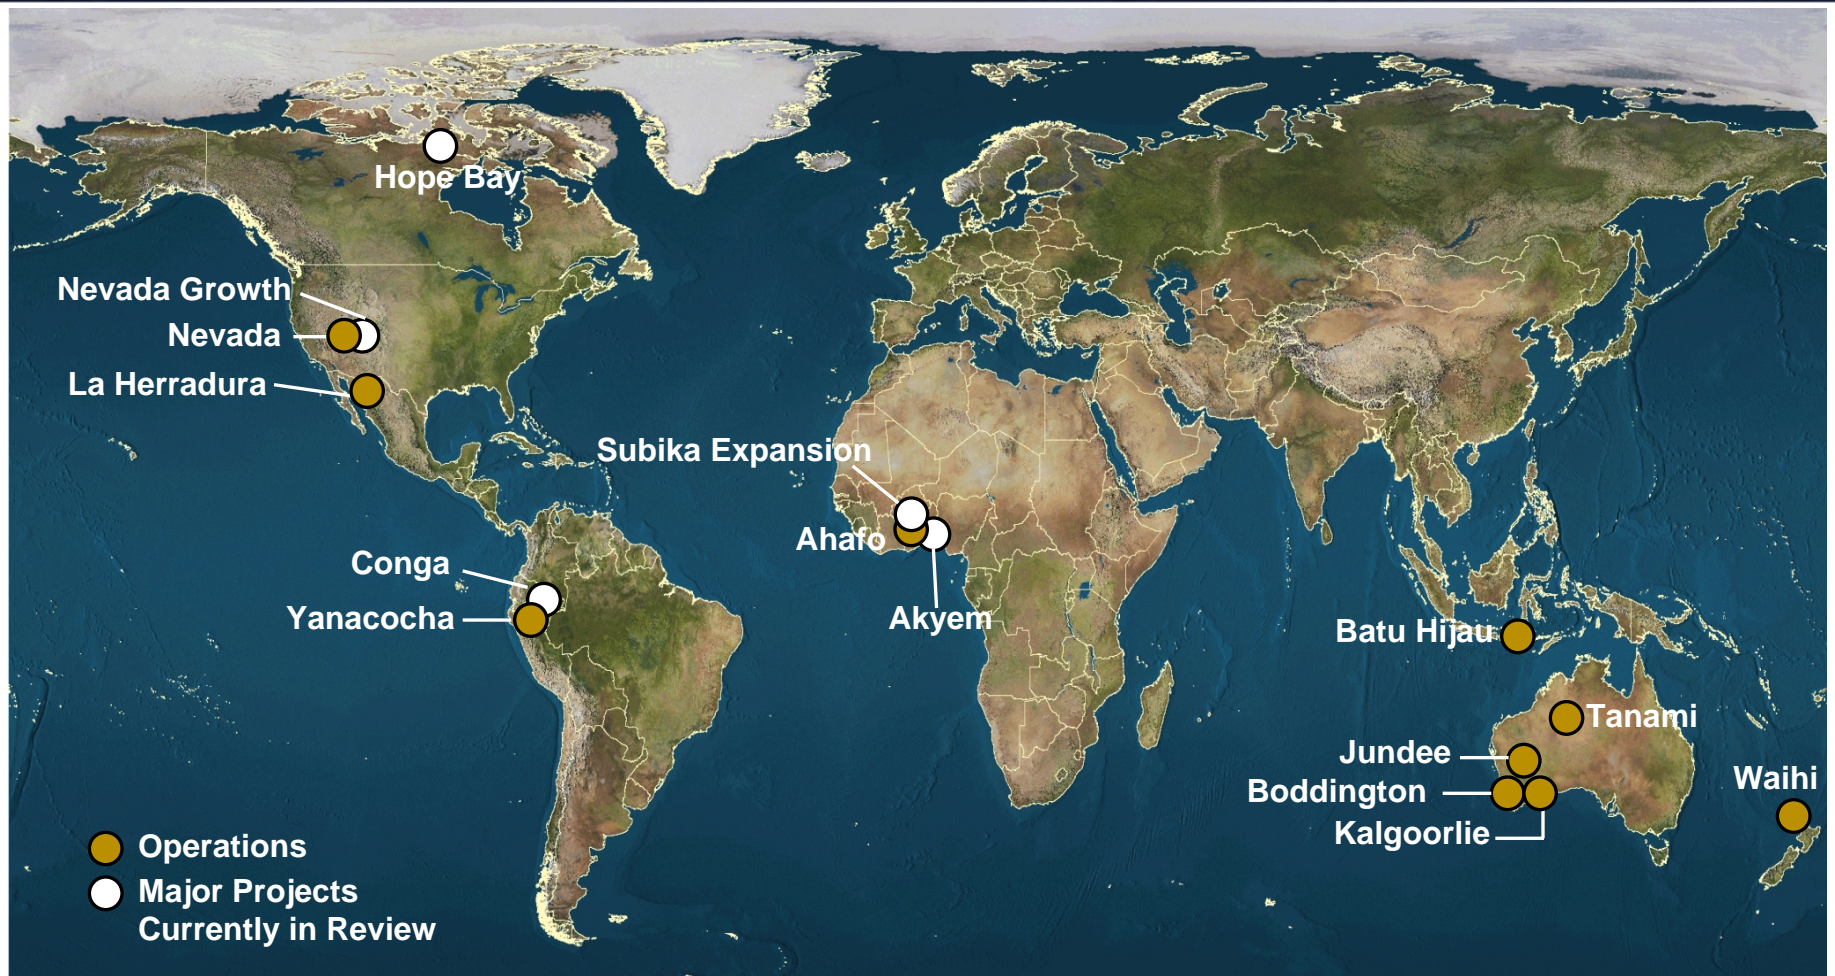 Hope Bay
Nevada Growth
Nevada
La Herradura
Subika Expansion
Ahafo
Conga
Akyem
Yanacocha
Batu Hijau
Tanami
Jundee
Waihi
Boddington
Kalgoorlie
Operations
Major Projects
Currently in Review